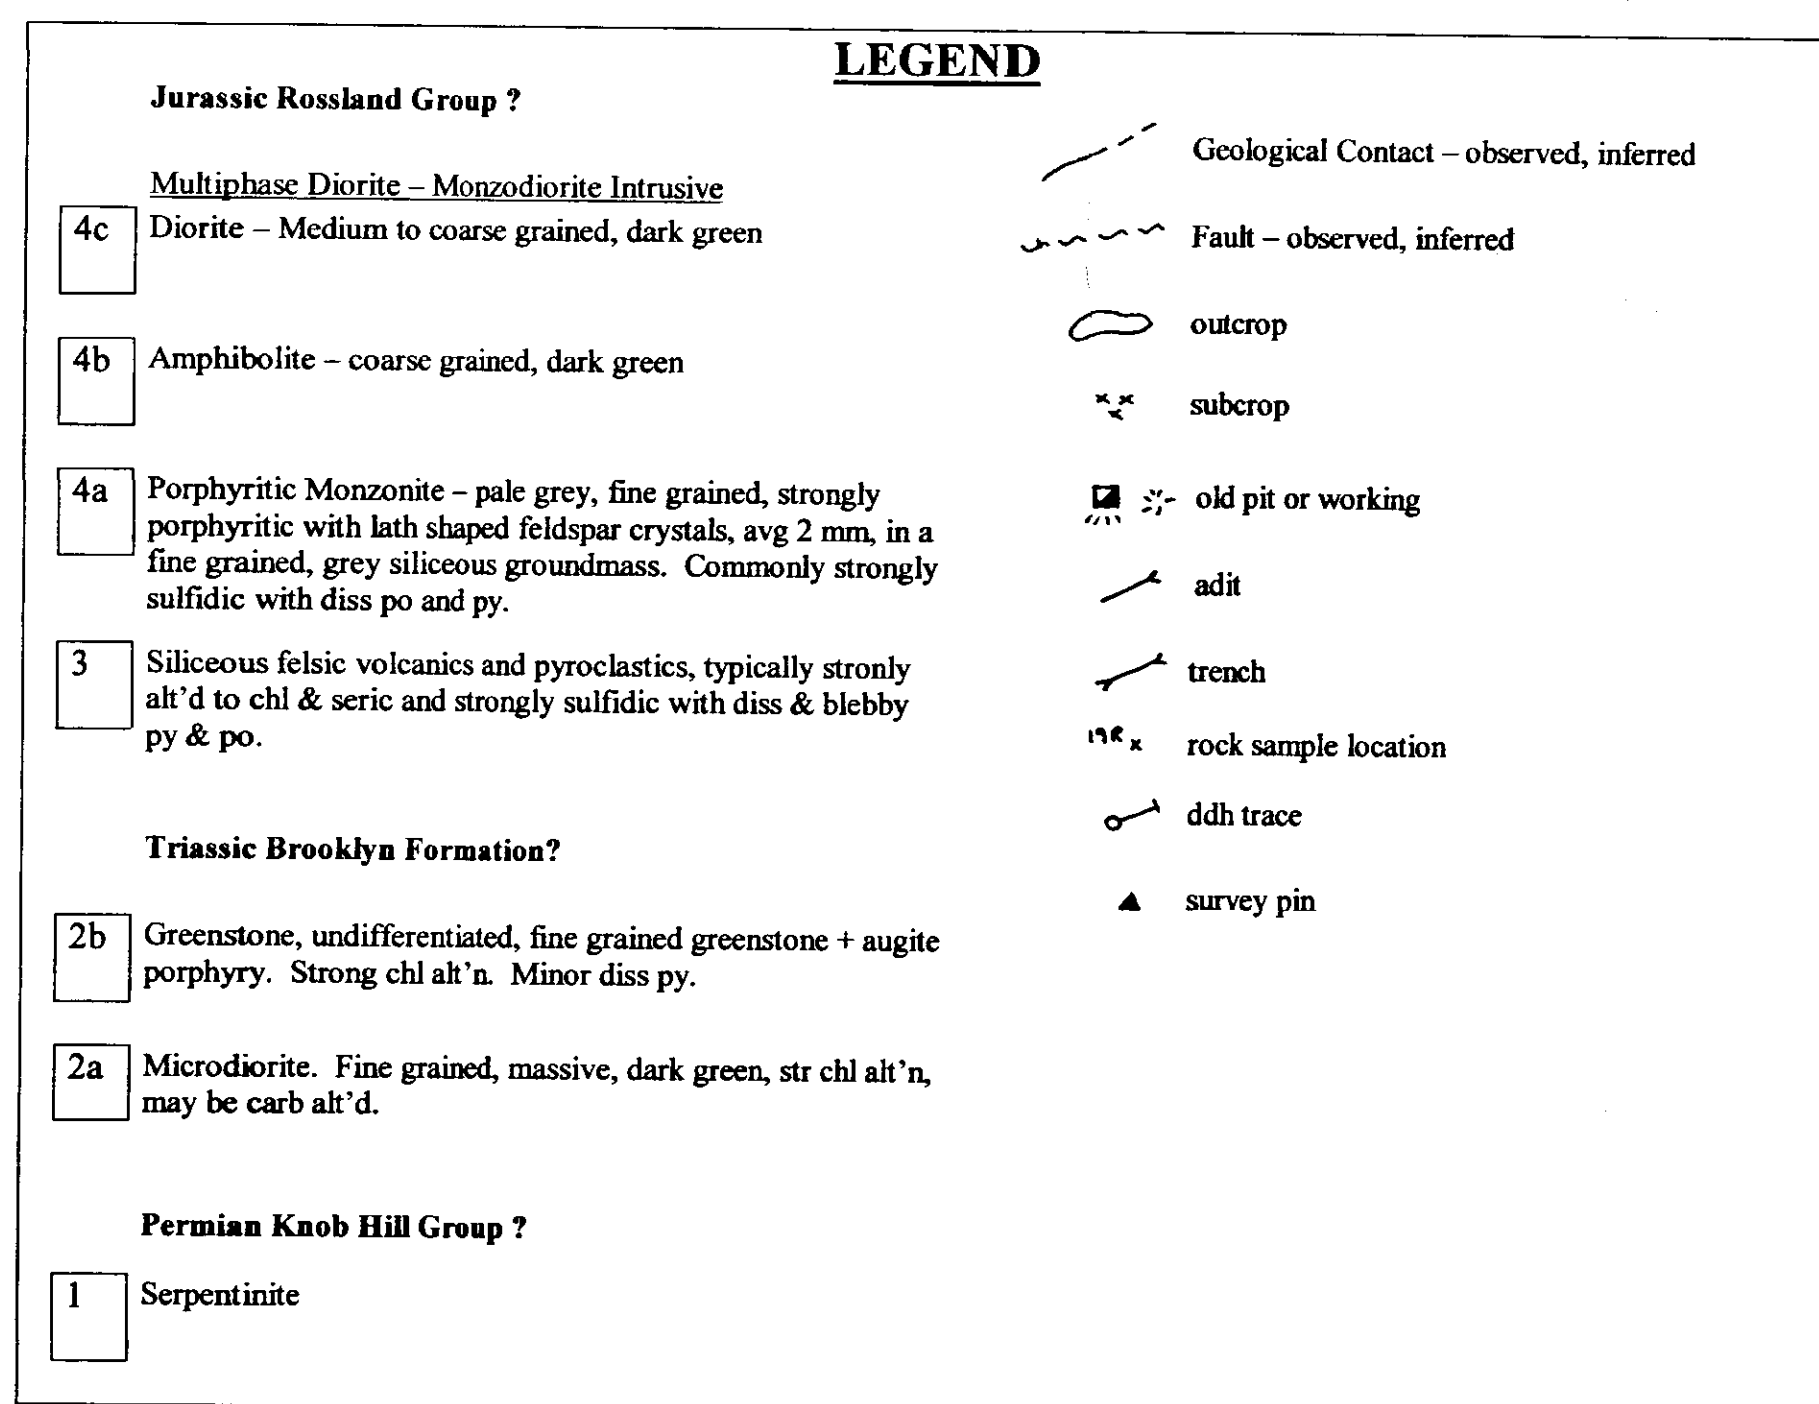 LEGEND
Jurassic Rossland Group ?
Multiphase Diorite – Monzodiorite Intrusive
4c
Diorite – Medium to coarse grained, dark green
4b
Amphibolite – coarse grained, dark green
4a
Porphyritic Monzonite – pale grey, fine grained, strongly
porphyritic with lath shaped feldspar crystals, avg 2 mm, in a
fine grained, grey siliceous groundmass. Commonly strongly
sulfidic with diss po and py.
3
Siliceous felsic volcanics and pyroclastics, typically stronly
alt'd to chl & seric and strongly sulfidic with diss & blebby
py & po.
Triassic Brooklyn Formation?
2b
Greenstone, undifferentiated, fine grained greenstone + augite
porphyry. Strong chl alt'n. Minor diss py.
2a
Microdiorite. Fine grained, massive, dark green, str chl alt'n,
may be carb alt'd.
Permian Knob Hill Group ?
1
Serpentinite
Geological Contact – observed, inferred
Fault – observed, inferred
outcrop
subcrop
old pit or working
adit
trench
19R x rock sample location
ddh trace
survey pin